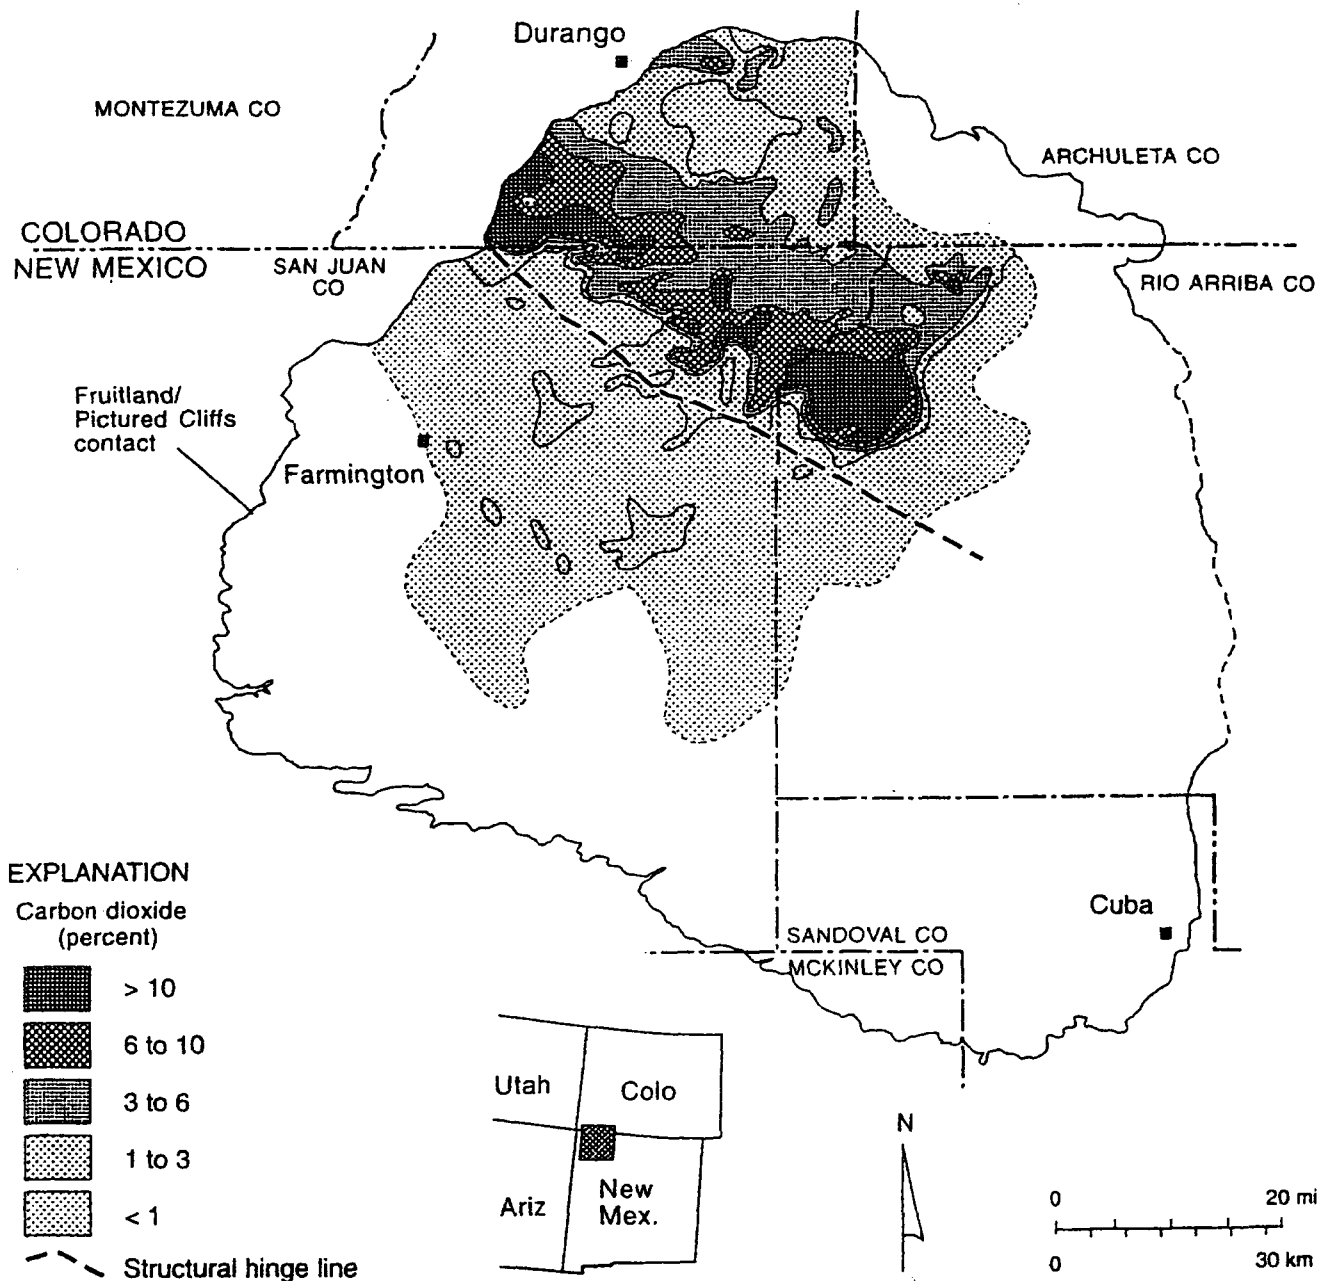 Durango
MONTEZUMA CO
ARCHULETA CO
COLORADO
NEW MEXICO
SAN JUAN
CO
RIO ARRIBA CO
Fruitland/
Pictured Cliffs
contact
Farmington
EXPLANATION
Carbon dioxide
(percent)
> 10
6 to 10
3 to 6
1 to 3
< 1
Structural hinge line
Cuba
SANDOVAL CO
MCKINLEY CO
Utah
Colo
Ariz
New
Mex.
N
0 20 mi
0 30 km